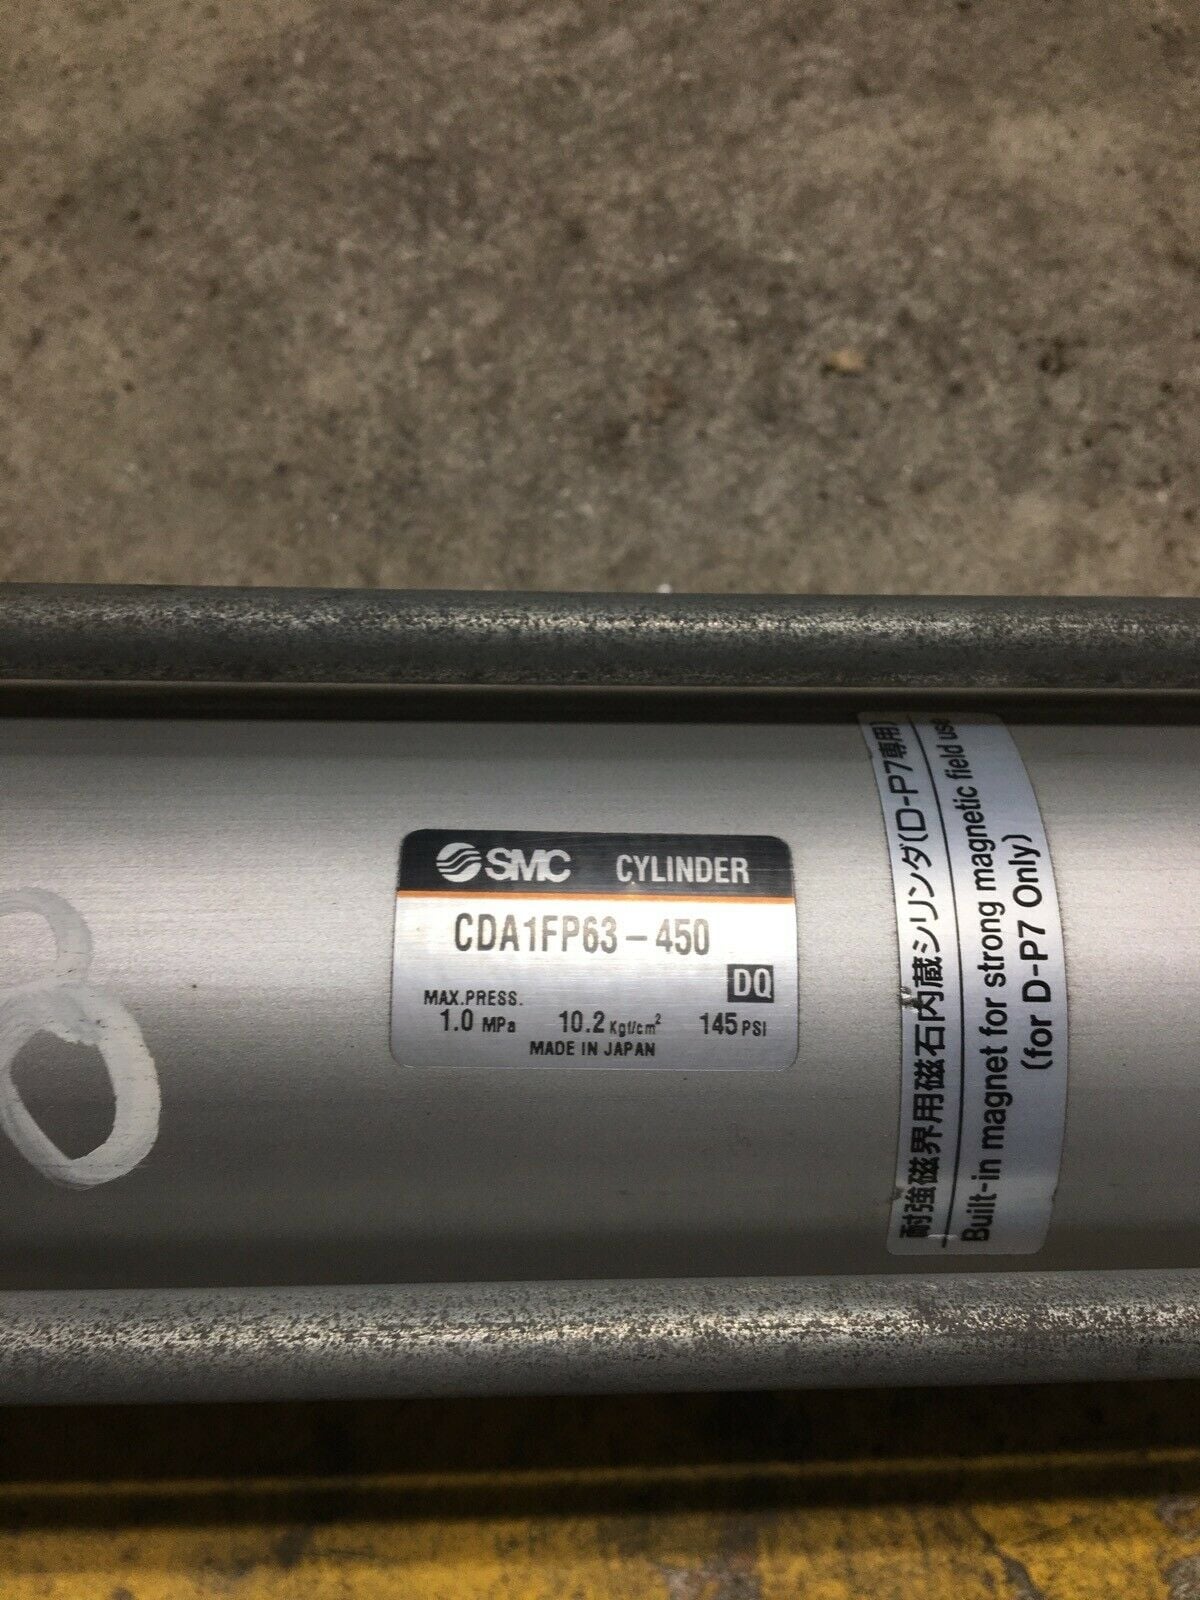 SMC CYLINDER
CDA1FP63-450
DQ
MAX.PRESS.
1.0 MPa 10.2 Kgf/cm² 145 PSI
MADE IN JAPAN
耐強磁界用磁石内蔵シリンダ(D-P7専用)
Built-in magnet for strong magnetic field use
(for D-P7 Only)